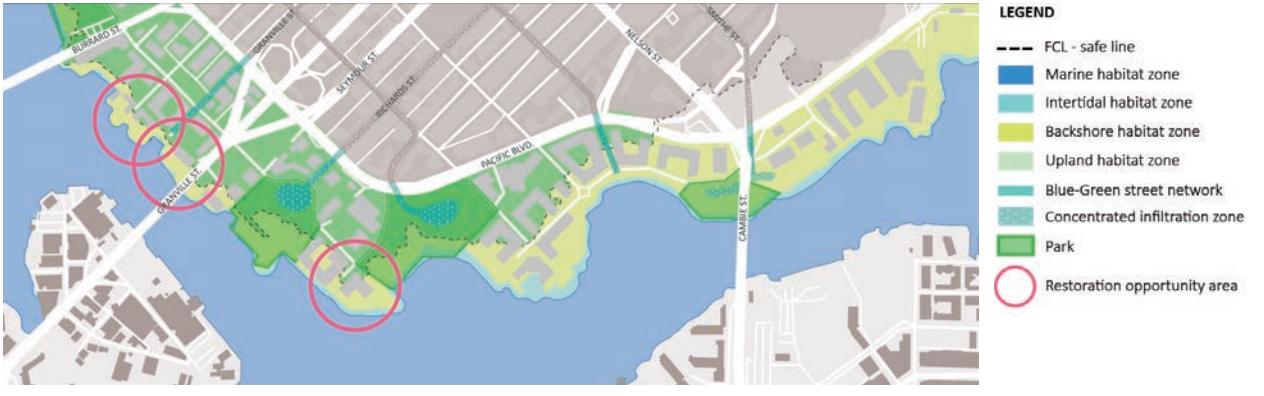 BURRARD ST.
GRANVILLE ST.
SEYMOUR ST.
RICHARDS ST.
NELSON ST.
SMITHE ST.
PACIFIC BLVD.
GRANVILLE ST.
CAMBIE ST.
LEGEND
FCL - safe line
Marine habitat zone
Intertidal habitat zone
Backshore habitat zone
Upland habitat zone
Blue-Green street network
Concentrated infiltration zone
Park
Restoration opportunity area